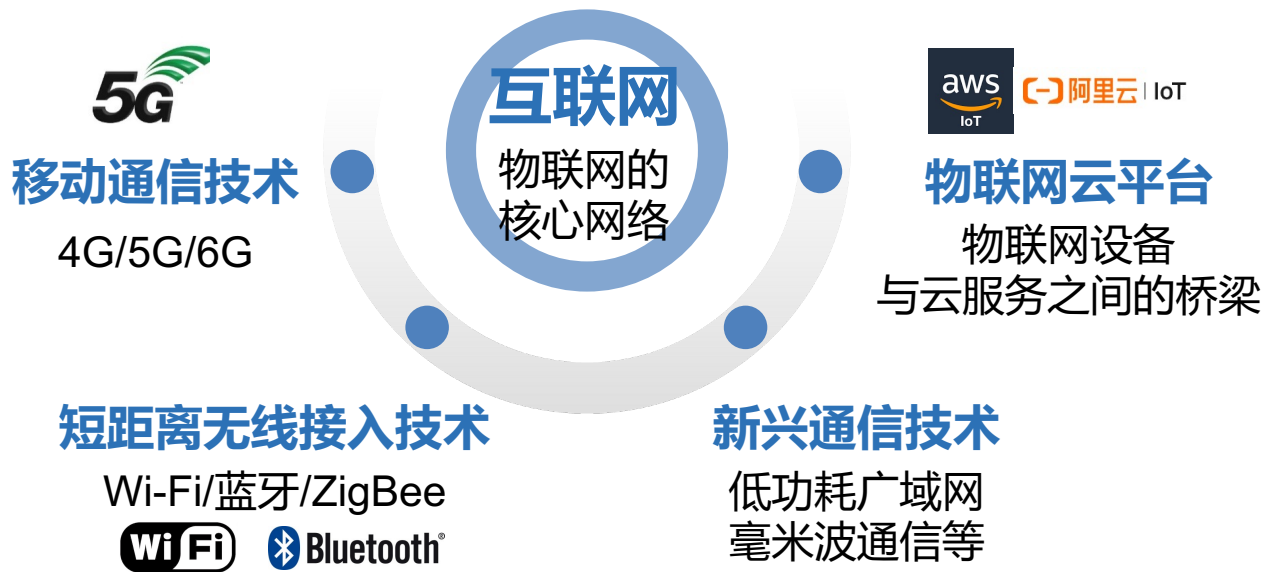 互联网
物联网的
核心网络
5G
移动通信技术
4G/5G/6G
aws
IoT
阿里云 | IoT
物联网云平台
物联网设备
与云服务之间的桥梁
短距离无线接入技术
Wi-Fi/蓝牙/ZigBee
Wi Fi
Bluetooth®
新兴通信技术
低功耗广域网
毫米波通信等